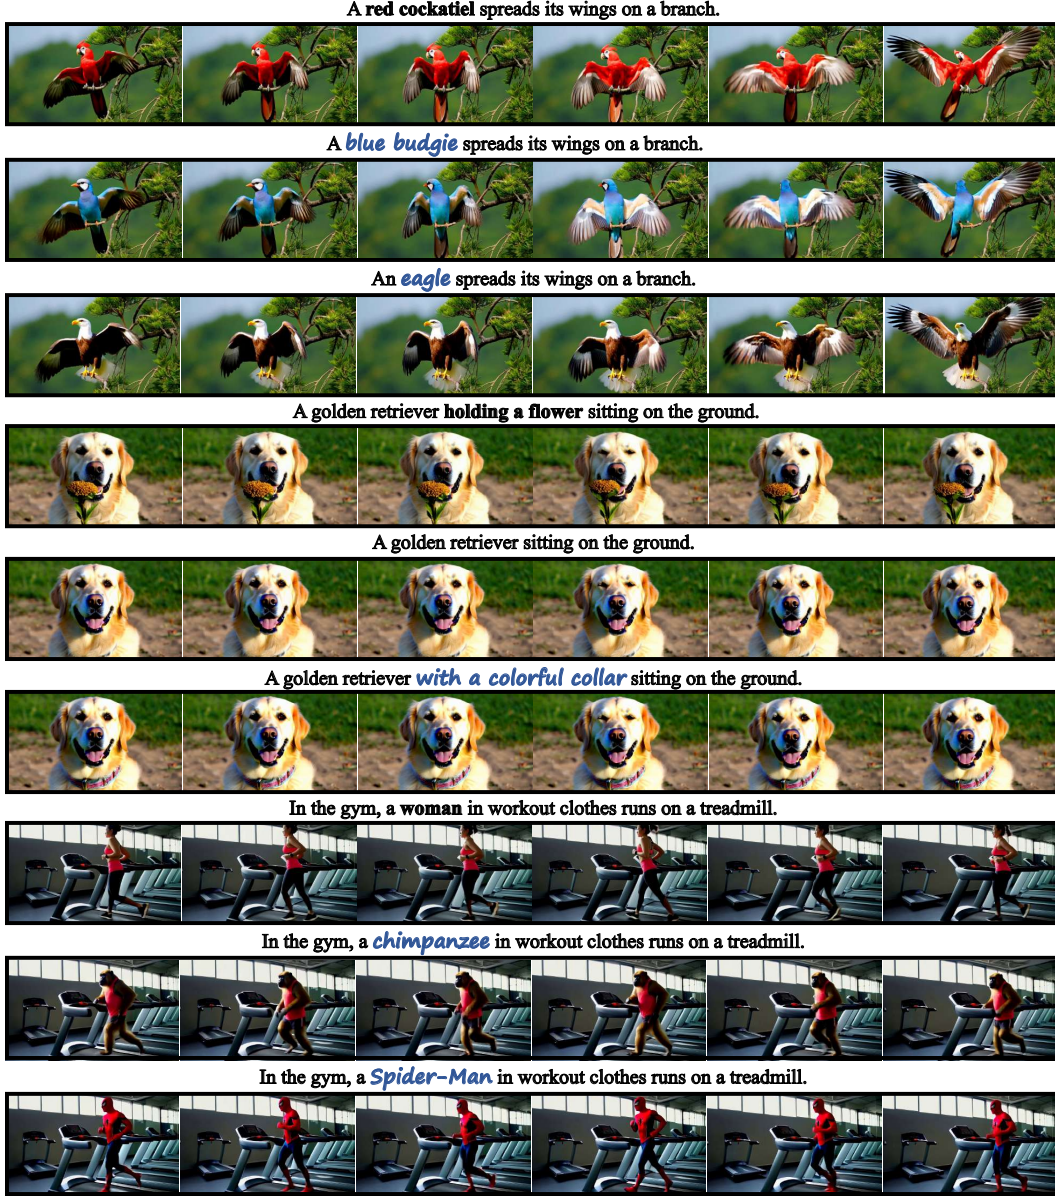 A red cockatiel spreads its wings on a branch.
A blue budgie spreads its wings on a branch.
An eagle spreads its wings on a branch.
A golden retriever holding a flower sitting on the ground.
A golden retriever sitting on the ground.
A golden retriever with a colorful collar sitting on the ground.
In the gym, a woman in workout clothes runs on a treadmill.
In the gym, a chimpanzee in workout clothes runs on a treadmill.
In the gym, a Spider-Man in workout clothes runs on a treadmill.